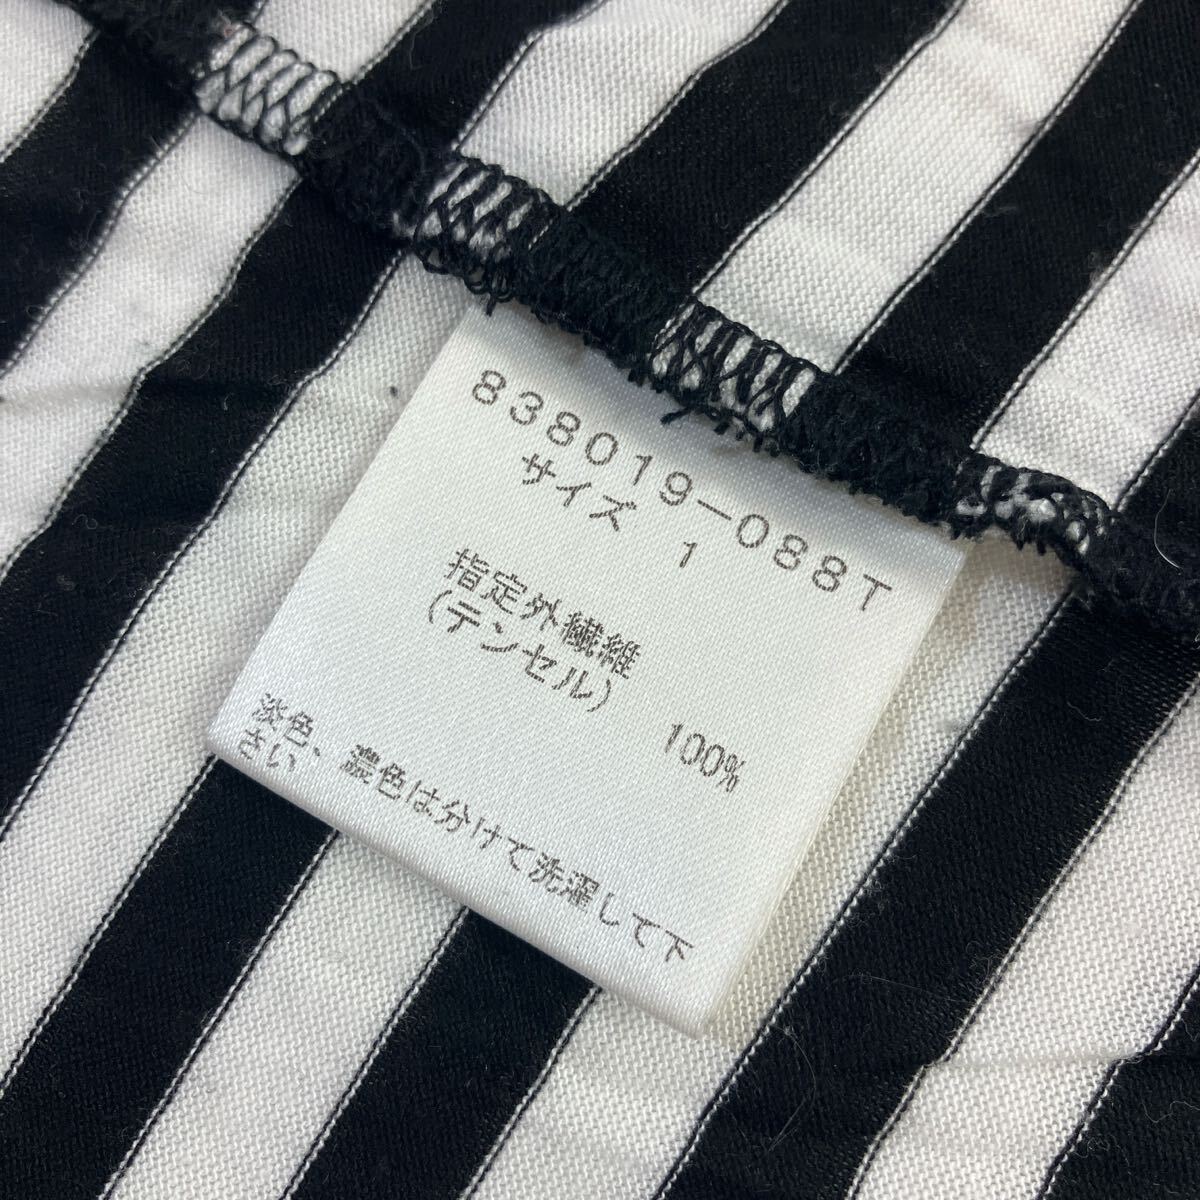 838019-088T
サイズ 1
指定外繊維
(テンセル) 100%
淡色、濃色は分けて洗濯して下
さい